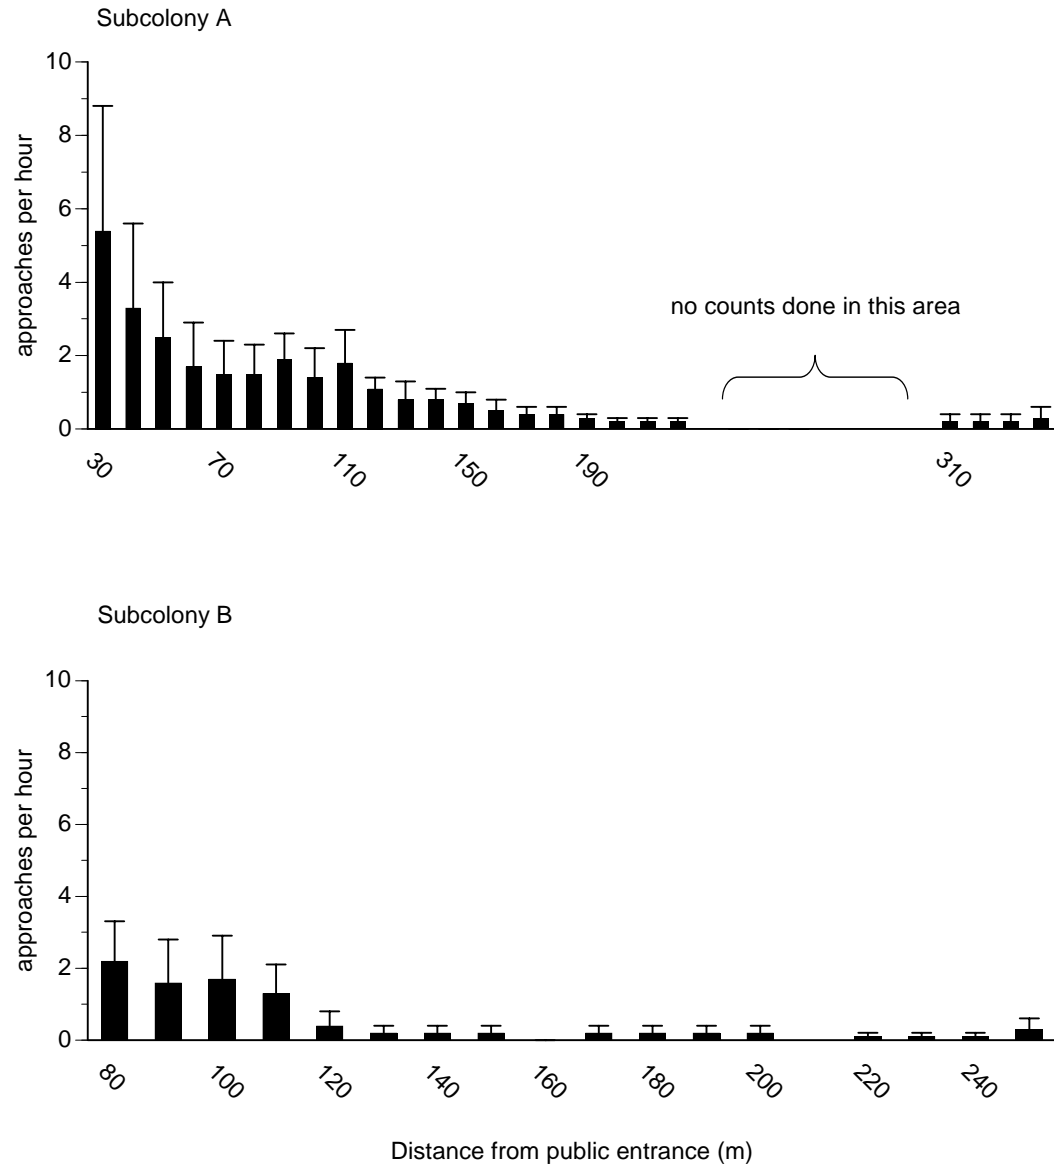 Subcolony A
10
8
6
4
2
0
approaches per hour
no counts done in this area
30 70 110 150 190 310
Subcolony B
10
8
6
4
2
0
approaches per hour
80 100 120 140 160 180 200 220 240
Distance from public entrance (m)